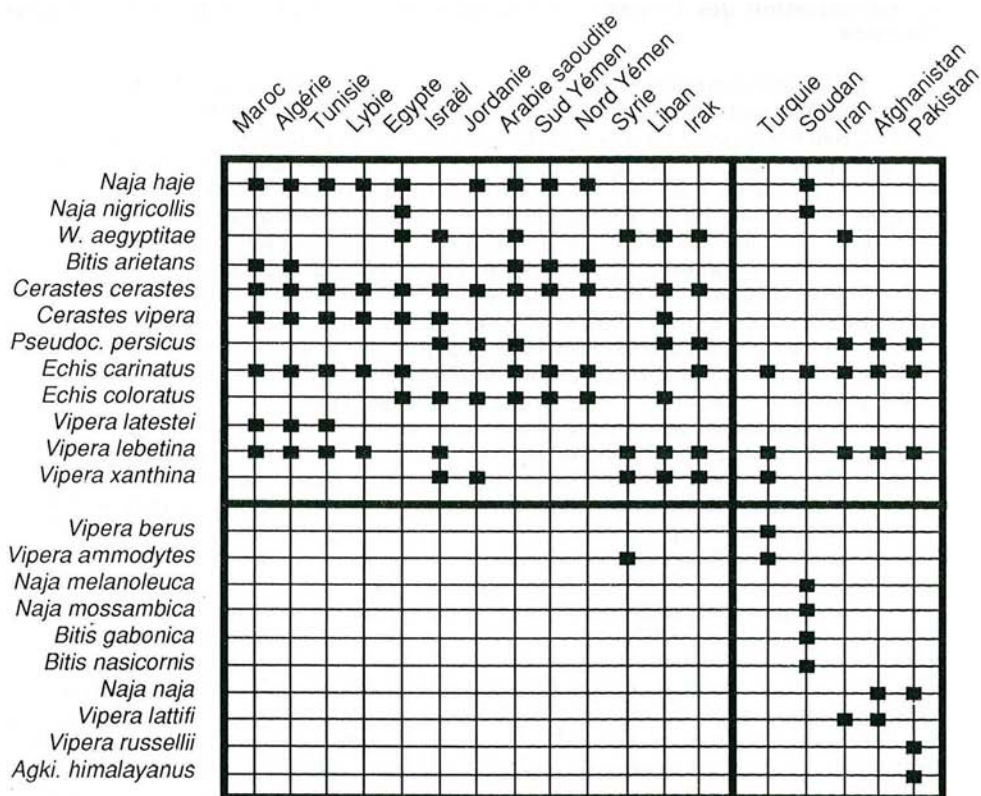 Maroc
Algérie
Tunisie
Lybie
Egypte
Israël
Jordanie
Arabie saoudite
Sud Yémen
Nord Yémen
Syrie
Liban
Irak
Turquie
Soudan
Iran
Afghanistan
Pakistan
Naja haje
Naja nigricollis
W. aegyptitae
Bitis arietans
Cerastes cerastes
Cerastes vipera
Pseudoc. persicus
Echis carinatus
Echis coloratus
Vipera latestei
Vipera lebetina
Vipera xanthina
Vipera berus
Vipera ammodytes
Naja melanoleuca
Naja mossambica
Bitis gabonica
Bitis nasicornis
Naja naja
Vipera lattifi
Vipera russellii
Agki. himalayanus